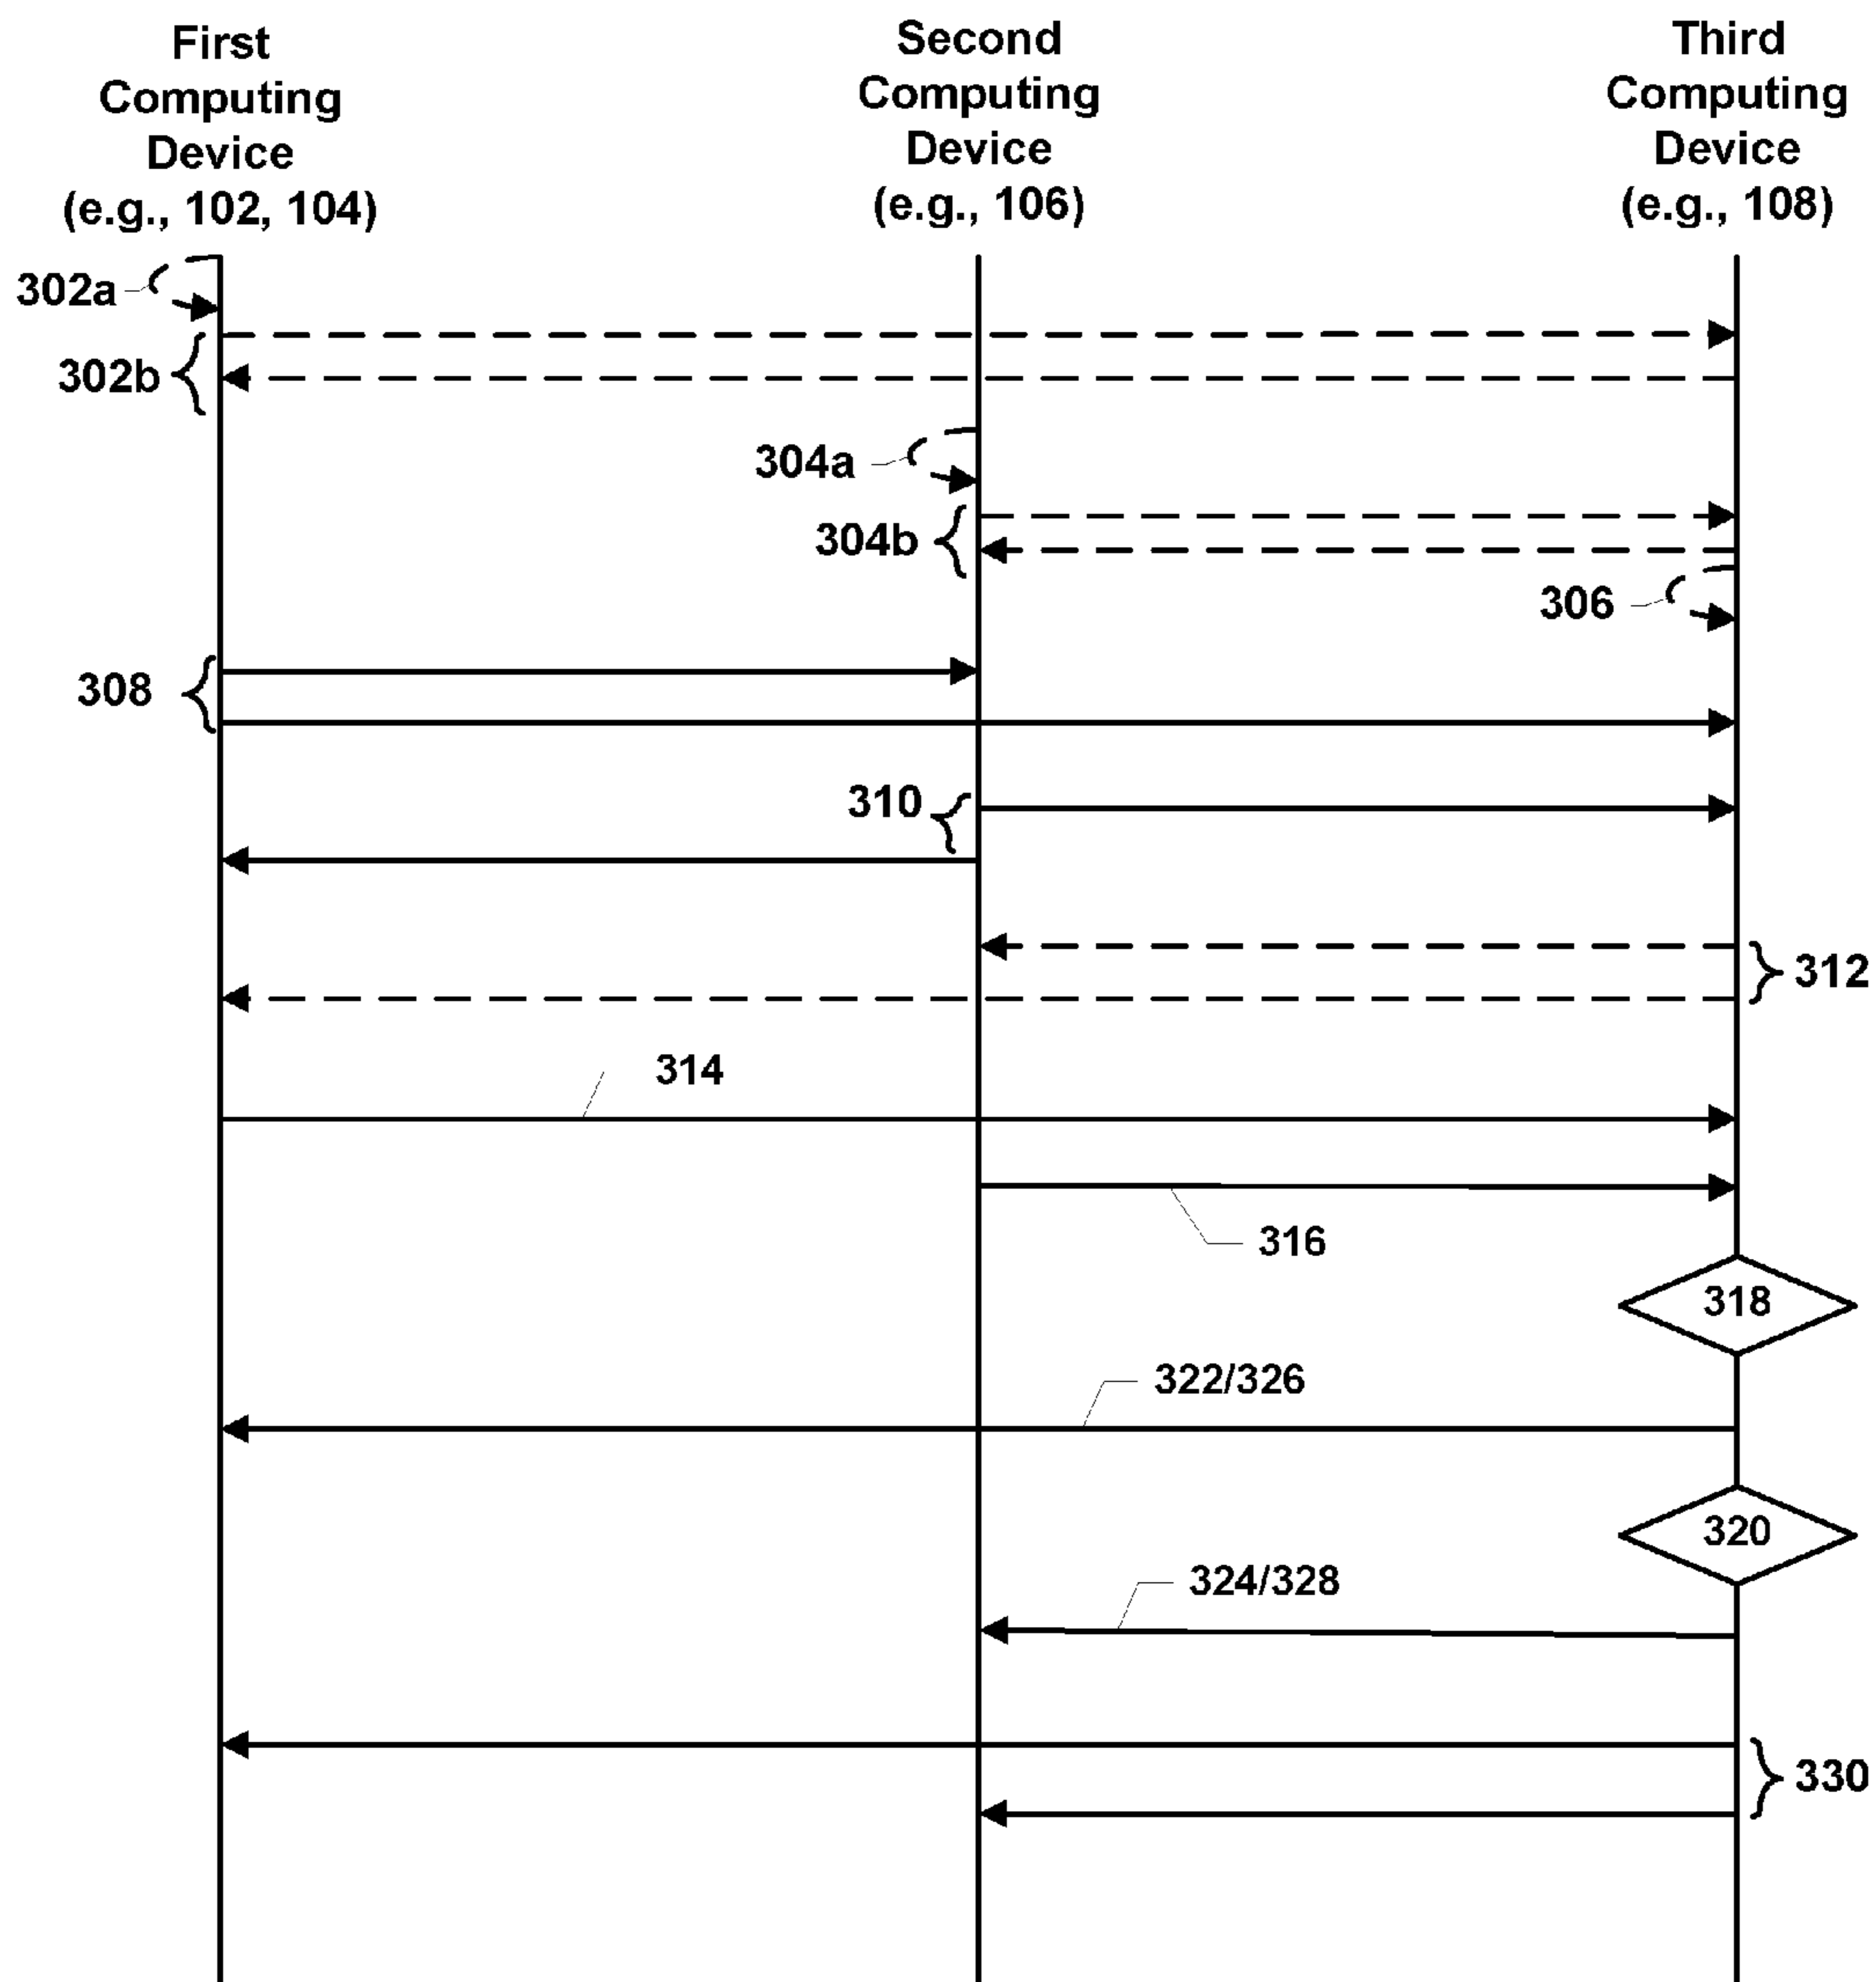 First
Computing
Device
(e.g., 102, 104)
Second
Computing
Device
(e.g., 106)
Third
Computing
Device
(e.g., 108)
302a
302b
304a
304b
306
308
310
312
314
316
318
322/326
320
324/328
330